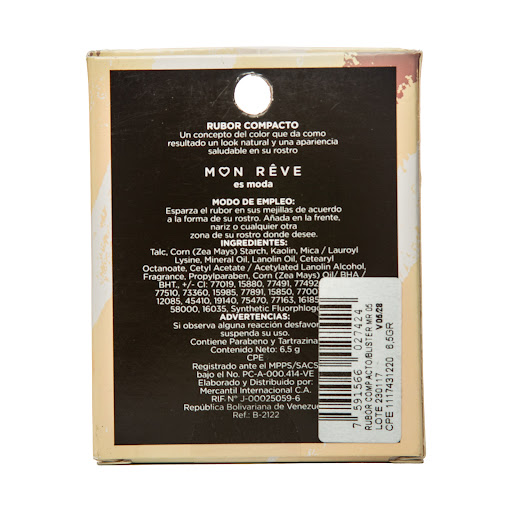 RUBOR COMPACTO
Un concepto del color que da como
resultado un look natural y una apariencia
saludable en su rostro
MON RÊVE
es moda
MODO DE EMPLEO:
Esparza el rubor en sus mejillas de acuerdo
a la forma de su rostro. Añada en la frente,
nariz o cualquier otra
zona de su rostro donde desee.
INGREDIENTES:
Talc, Corn (Zea Mays) Starch, Kaolin, Mica / Lauroyl
Lysine, Mineral Oil, Lanolin Oil, Cetearyl
Octanoate, Cetyl Acetate / Acetylated Lanolin Alcohol,
Fragrance, Propylparaben, Corn (Zea Mays) Oil / BHA /
BHT., +/- CI: 77019, 15880, 77491, 77492
77510, 73360, 15985, 77891, 15850,
12085, 45410, 19140, 75470, 77163,
58000, 16035, Synthetic
ADVERTENCIAS:
Si observa alguna reacción
suspenda su uso.
Contiene Parabeno y Tartrazina
Contenido Neto: 6,5 g
CPE
Registrado ante el MPPS/SACS
bajo el No. PC-A-000.414-VE
Elaborado y Distribuido por:
Mercantil Internacional C.A.
RIF N° J-00025059-6
República Bolivariana de
Ref.: B-2122
7 591566 027424
RUBOR COMPACTO/BLISTER MR 05
LOTE 230117 V 05/28
CPE 1117431220 6,5GR